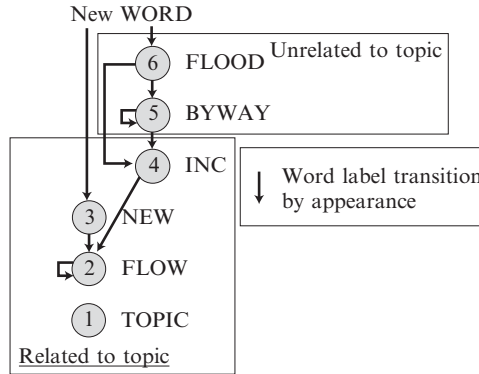 New WORD
Unrelated to topic
6 FLOOD
5 BYWAY
4 INC
Word label transition
by appearance
3 NEW
2 FLOW
1 TOPIC
Related to topic